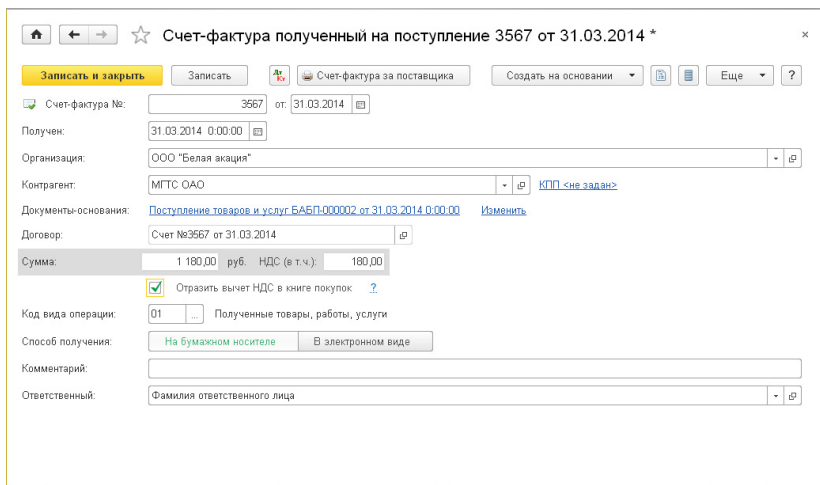 Счет-фактура полученный на поступление 3567 от 31.03.2014 *
Записать и закрыть Записать Дт Кт Счет-фактура за поставщика Создать на основании Еще ?
Счет-фактура №: 3567 от: 31.03.2014
Получен: 31.03.2014 0:00:00
Организация: ООО "Белая акация"
Контрагент: МГТС ОАО КПП <не задан>
Документы-основания: Поступление товаров и услуг БАБП-000002 от 31.03.2014 0:00:00 Изменить
Договор: Счет №3567 от 31.03.2014
Сумма: 1 180,00 руб. НДС (в т.ч.): 180,00
Отразить вычет НДС в книге покупок ?
Код вида операции: 01 ... Полученные товары, работы, услуги
Способ получения: На бумажном носителе В электронном виде
Комментарий:
Ответственный: Фамилия ответственного лица